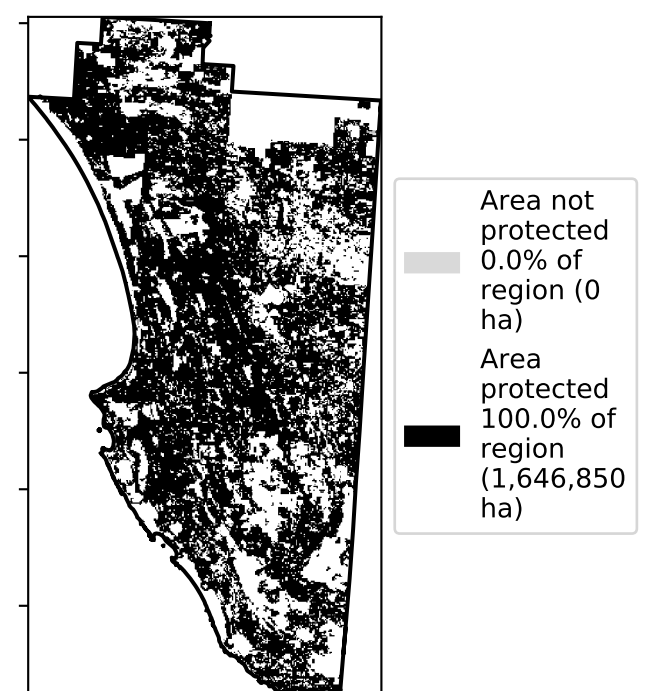 Area not
protected
0.0% of
region (0
ha)
Area
protected
100.0% of
region
(1,646,850
ha)